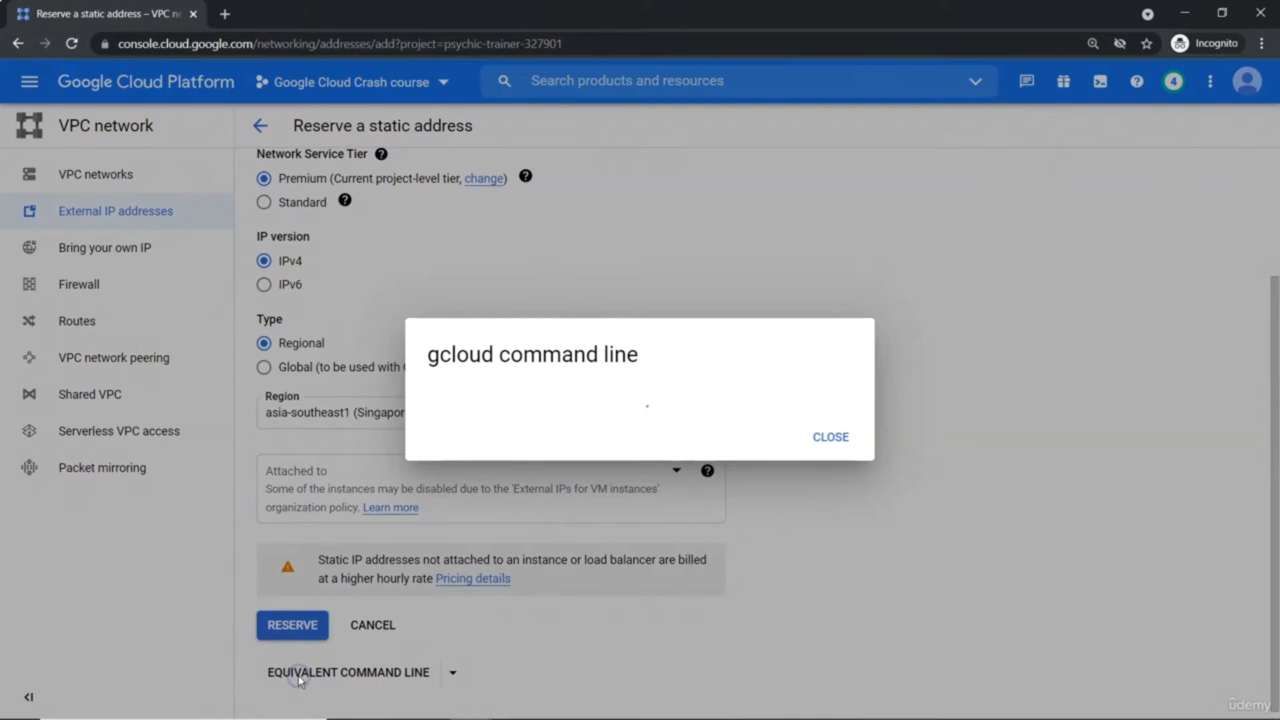 Reserve a static address – VPC n
console.cloud.google.com/networking/addresses/add?project=psychic-trainer-327901
Incognito
Google Cloud Platform
Google Cloud Crash course
Search products and resources
4
VPC network
Reserve a static address
VPC networks
External IP addresses
Bring your own IP
Firewall
Routes
VPC network peering
Shared VPC
Serverless VPC access
Packet mirroring
Network Service Tier
Premium (Current project-level tier, change)
Standard
IP version
IPv4
IPv6
Type
Regional
Global (to be used with
Region
asia-southeast1 (Singapor
gcloud command line
CLOSE
Attached to
Some of the instances may be disabled due to the 'External IPs for VM instances'
organization policy. Learn more
Static IP addresses not attached to an instance or load balancer are billed
at a higher hourly rate Pricing details
RESERVE
CANCEL
EQUIVALENT COMMAND LINE
udemy